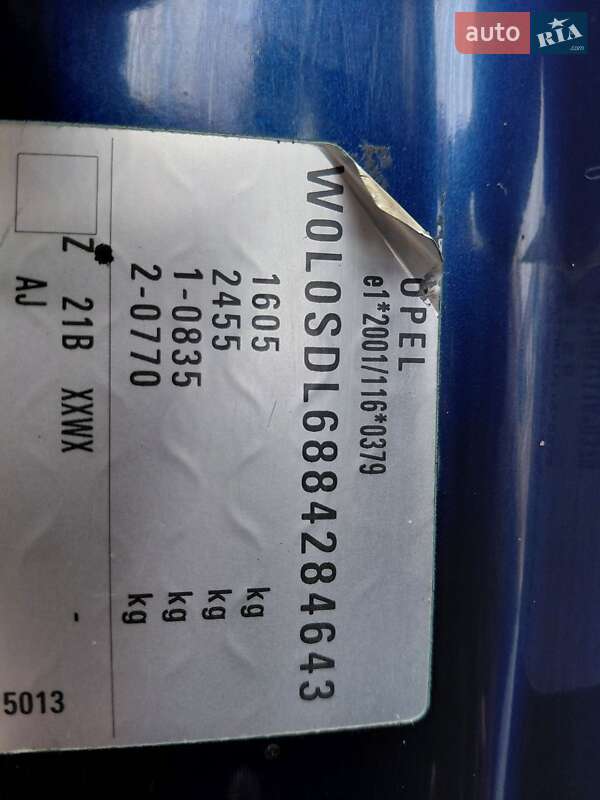 auto RIA
.com
OPEL
e1*2001/116*0379
W0L0SDL6884284643
1605 kg
2455 kg
1-0835 kg
2-0770 kg
Z 21B XXWX -
AJ
5013